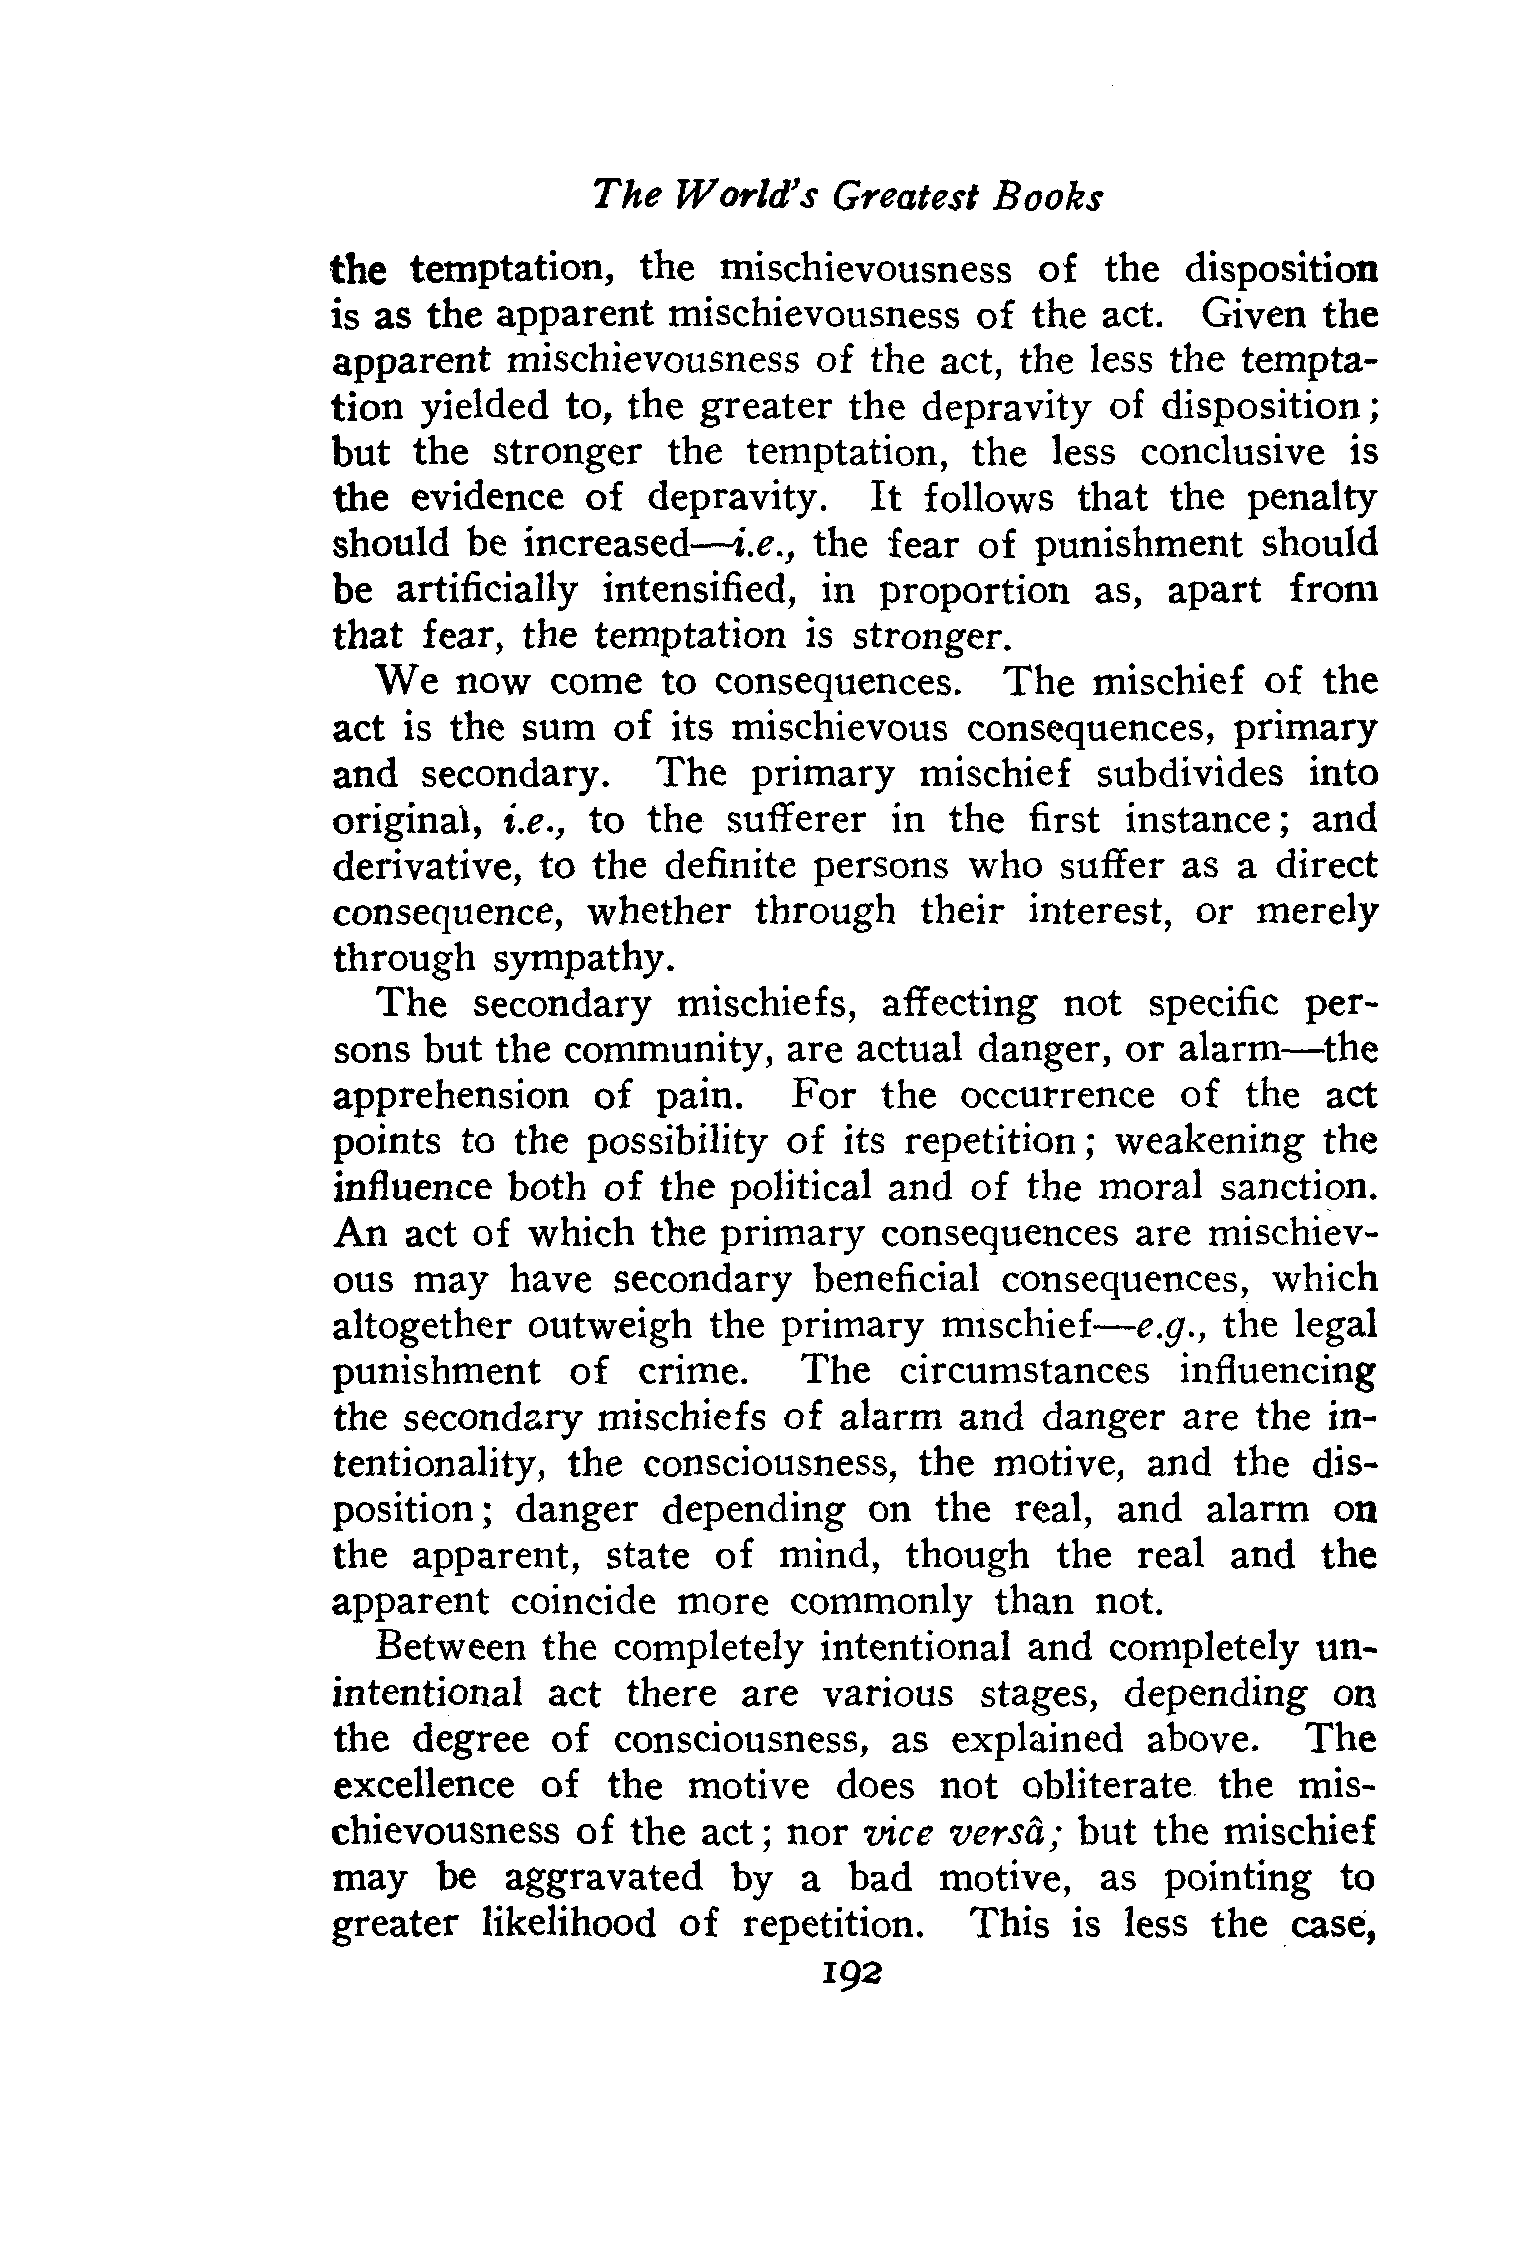 The World's Greatest Books
the temptation, the mischievousness of the disposition
is as the apparent mischievousness of the act. Given the
apparent mischievousness of the act, the less the tempta-
tion yielded to, the greater the depravity of disposition;
but the stronger the temptation, the less conclusive is
the evidence of depravity. It follows that the penalty
should be increased—i.e., the fear of punishment should
be artificially intensified, in proportion as, apart from
that fear, the temptation is stronger.
We now come to consequences. The mischief of the
act is the sum of its mischievous consequences, primary
and secondary. The primary mischief subdivides into
original, i.e., to the sufferer in the first instance; and
derivative, to the definite persons who suffer as a direct
consequence, whether through their interest, or merely
through sympathy.
The secondary mischiefs, affecting not specific per-
sons but the community, are actual danger, or alarm—the
apprehension of pain. For the occurrence of the act
points to the possibility of its repetition; weakening the
influence both of the political and of the moral sanction.
An act of which the primary consequences are mischiev-
ous may have secondary beneficial consequences, which
altogether outweigh the primary mischief—e.g., the legal
punishment of crime. The circumstances influencing
the secondary mischiefs of alarm and danger are the in-
tentionality, the consciousness, the motive, and the dis-
position; danger depending on the real, and alarm on
the apparent, state of mind, though the real and the
apparent coincide more commonly than not.
Between the completely intentional and completely un-
intentional act there are various stages, depending on
the degree of consciousness, as explained above. The
excellence of the motive does not obliterate the mis-
chievousness of the act; nor vice versâ; but the mischief
may be aggravated by a bad motive, as pointing to
greater likelihood of repetition. This is less the case,
192